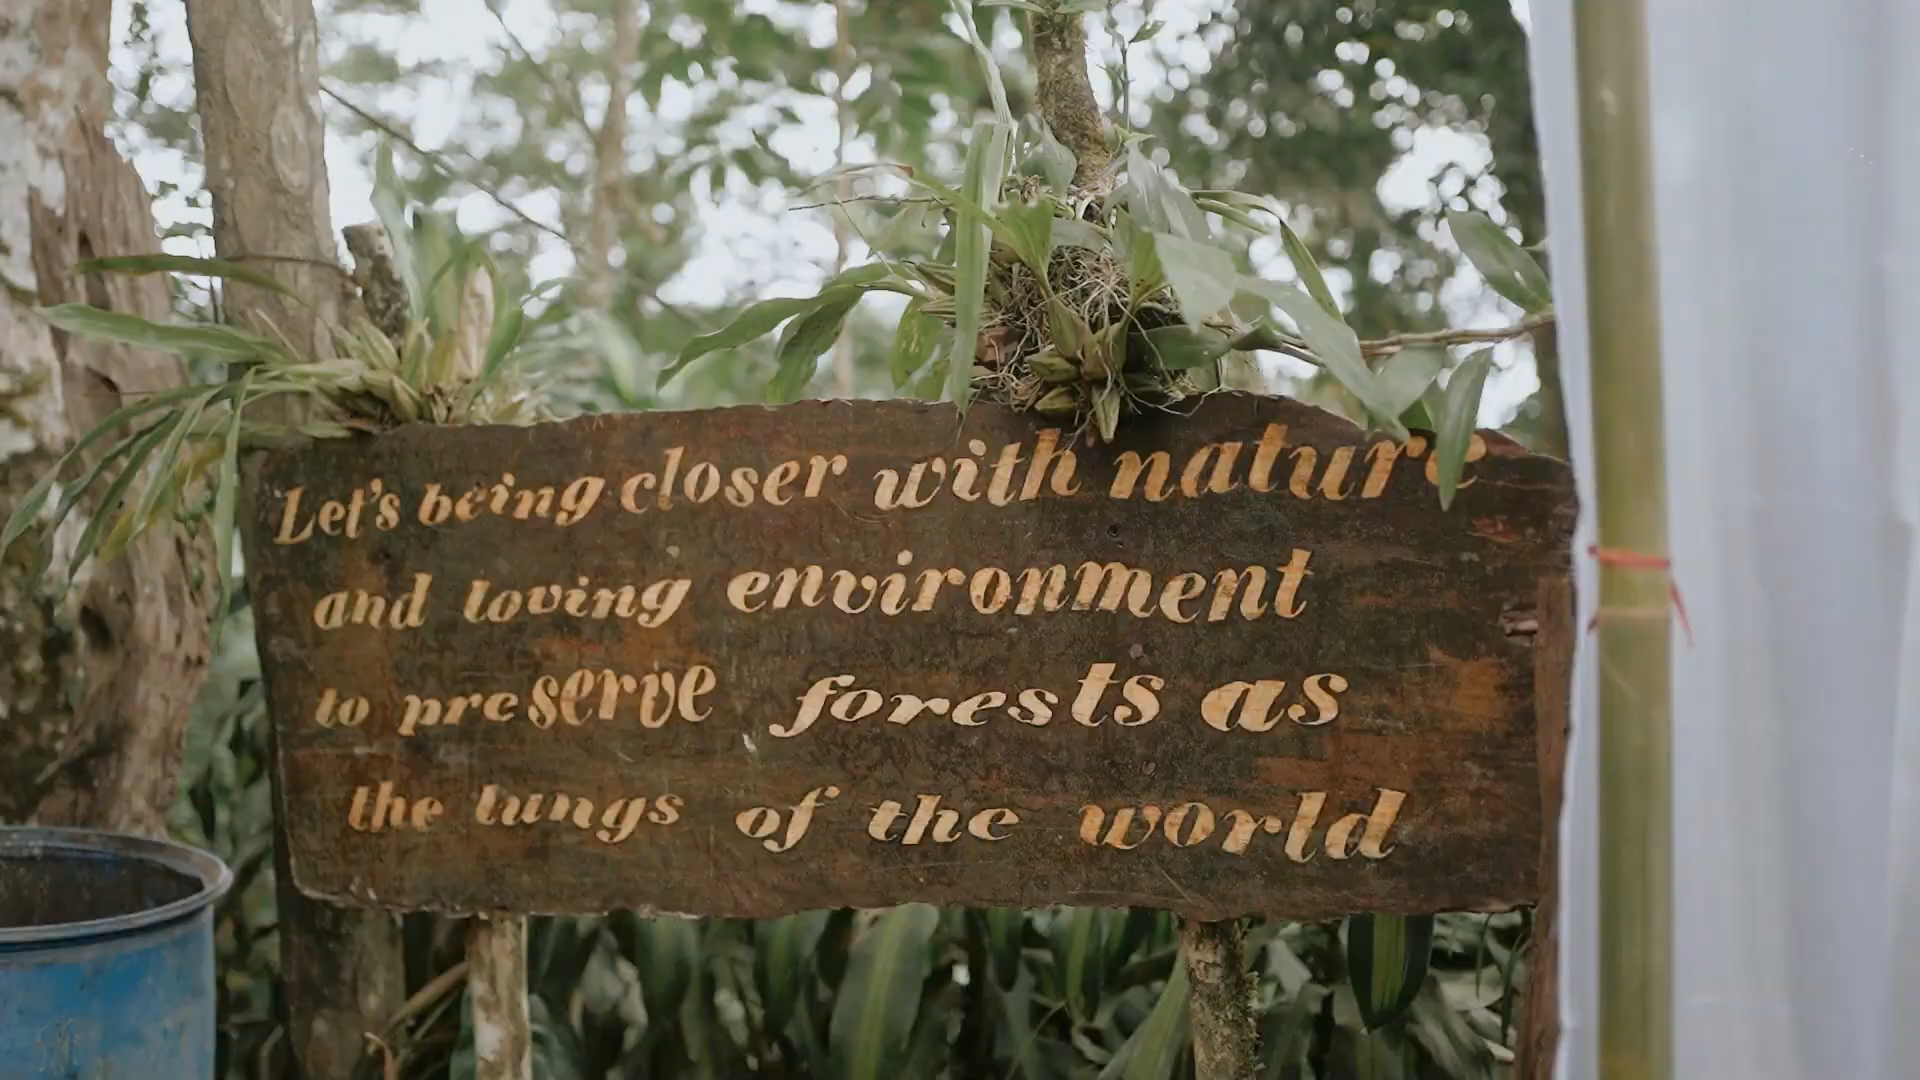 Let's being closer with nature
and loving environment
to preserve forests as
the lungs of the world